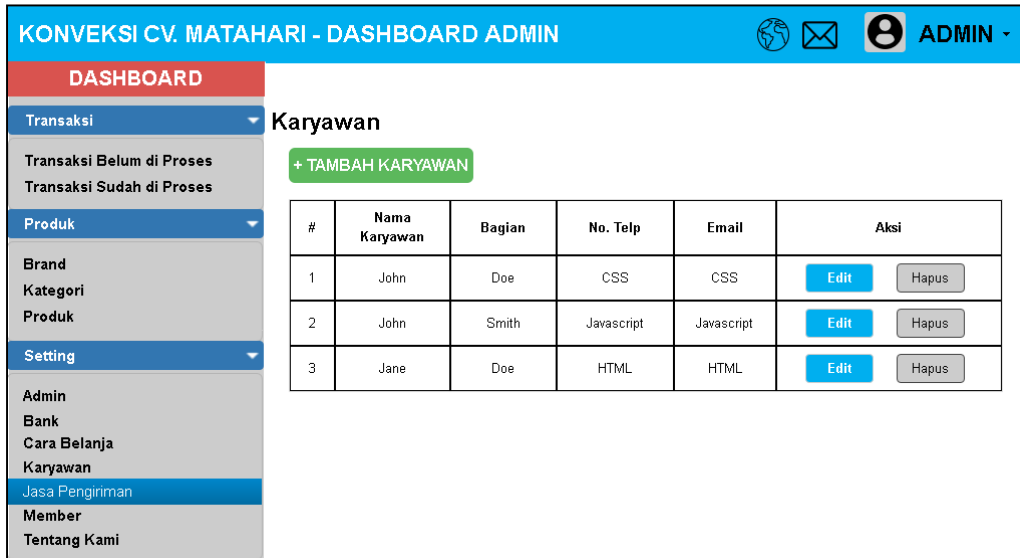 KONVEKSI CV. MATAHARI - DASHBOARD ADMIN
ADMIN
DASHBOARD
Transaksi
Transaksi Belum di Proses
Transaksi Sudah di Proses
Produk
Brand
Kategori
Produk
Setting
Admin
Bank
Cara Belanja
Karyawan
Jasa Pengiriman
Member
Tentang Kami
Karyawan
+ TAMBAH KARYAWAN
# Nama Karyawan Bagian No. Telp Email Aksi
1 John Doe CSS CSS Edit Hapus
2 John Smith Javascript Javascript Edit Hapus
3 Jane Doe HTML HTML Edit Hapus